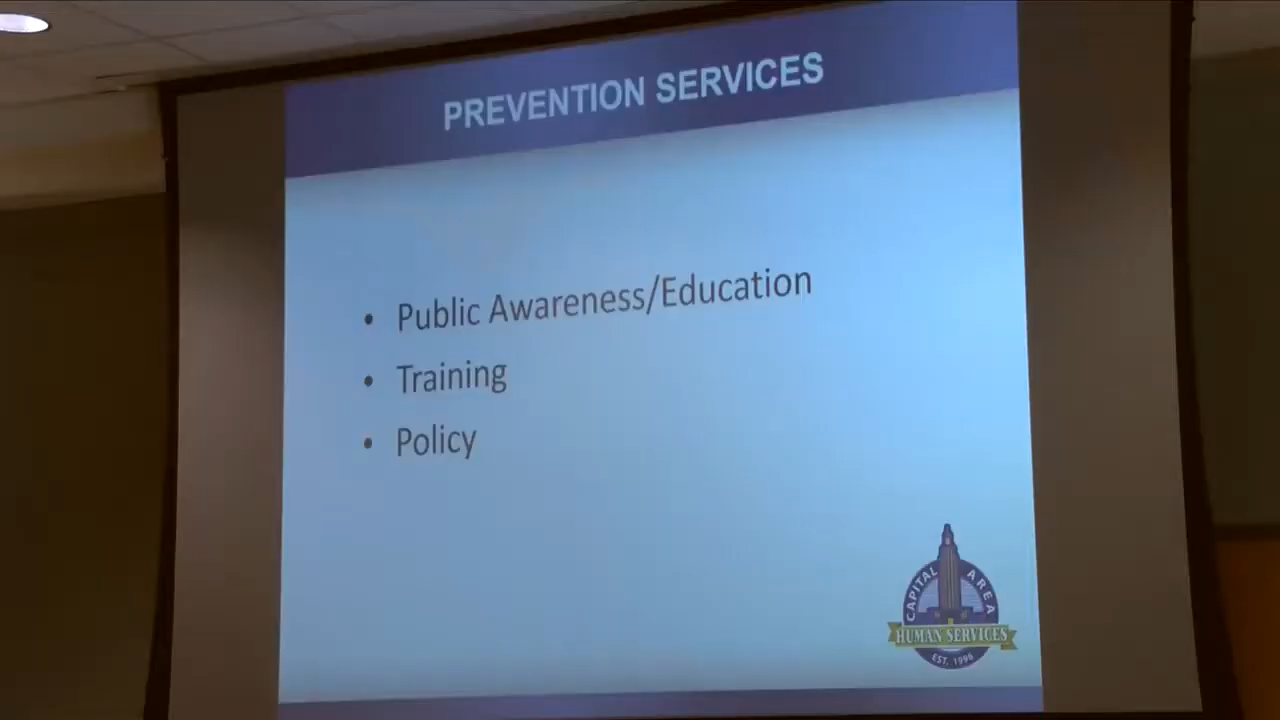 PREVENTION SERVICES
• Public Awareness/Education
• Training
• Policy
CAPITAL AREA
HUMAN SERVICES
EST. 1996